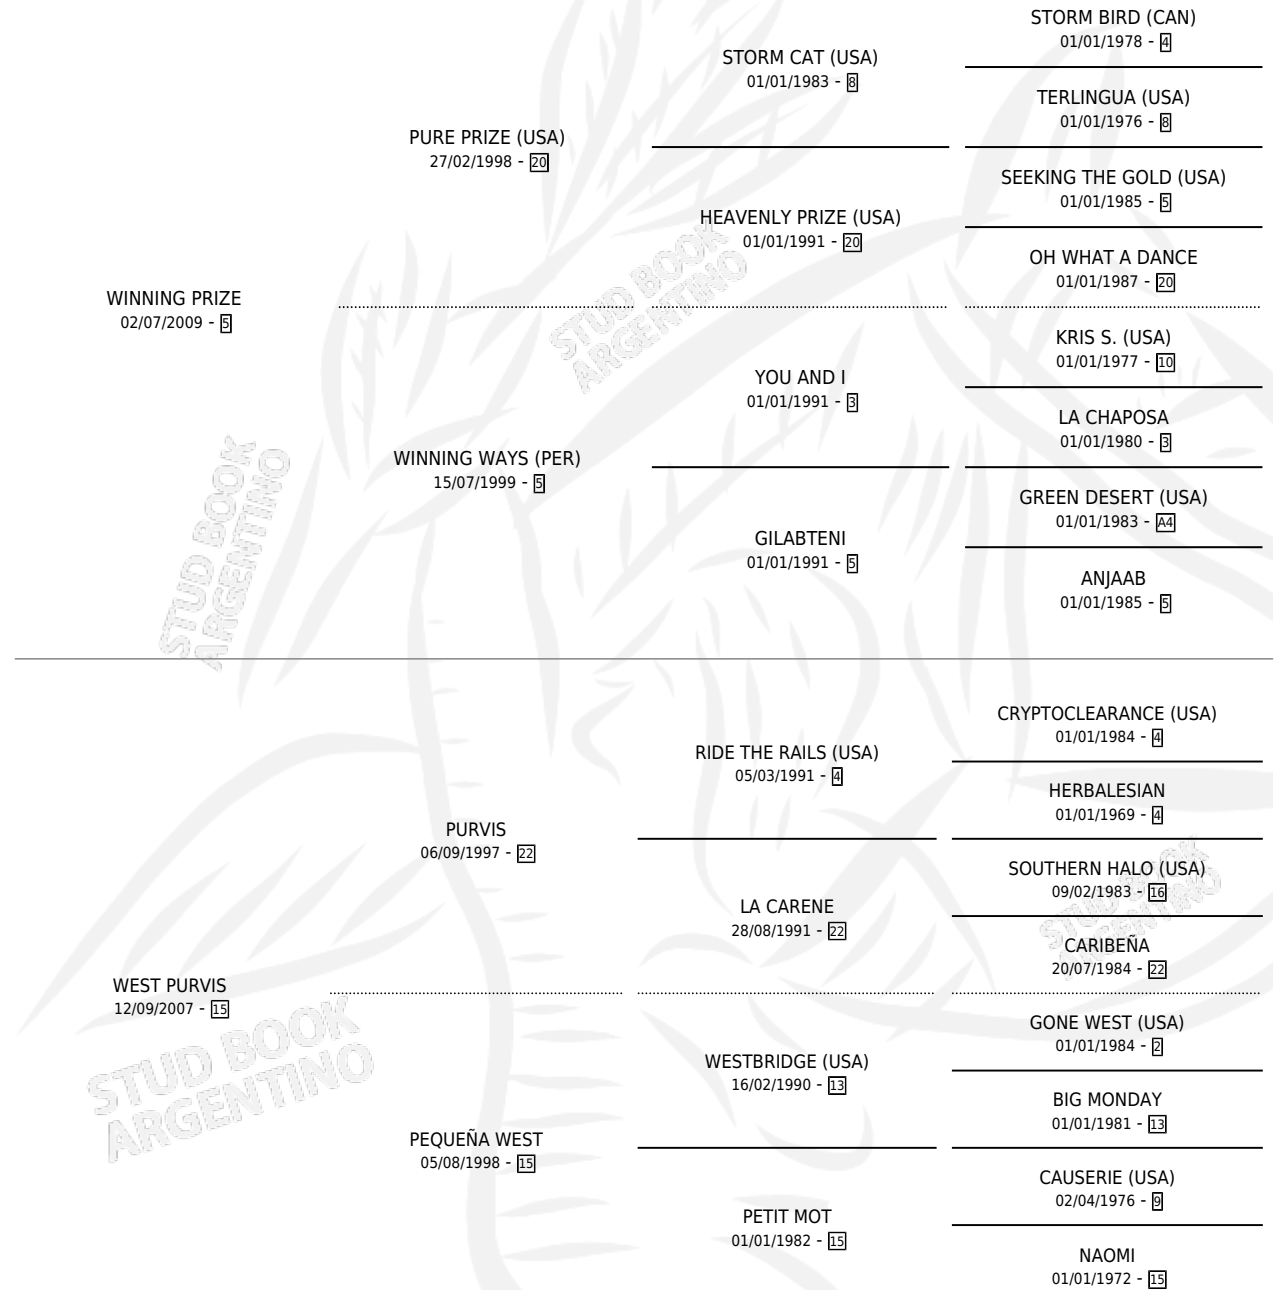 STORM BIRD (CAN)
01/01/1978 - 4
STORM CAT (USA)
01/01/1983 - 8
TERLINGUA (USA)
01/01/1976 - 8
PURE PRIZE (USA)
27/02/1998 - 20
SEEKING THE GOLD (USA)
01/01/1985 - 5
HEAVENLY PRIZE (USA)
01/01/1991 - 20
OH WHAT A DANCE
01/01/1987 - 20
WINNING PRIZE
02/07/2009 - 5
KRIS S. (USA)
01/01/1977 - 10
YOU AND I
01/01/1991 - 3
LA CHAPOSA
01/01/1980 - 3
WINNING WAYS (PER)
15/07/1999 - 5
GREEN DESERT (USA)
01/01/1983 - A4
GILABTENI
01/01/1991 - 5
ANJAAB
01/01/1985 - 5
STUD BOOK
ARGENTINO
STUD BOOK
ARGENTINO
CRYPTOCLEARANCE (USA)
01/01/1984 - 4
RIDE THE RAILS (USA)
05/03/1991 - 4
HERBALESIAN
01/01/1969 - 4
PURVIS
06/09/1997 - 22
SOUTHERN HALO (USA)
09/02/1983 - 16
LA CARENE
28/08/1991 - 22
CARIBEÑA
20/07/1984 - 22
STUD BOOK
ARGENTINO
WEST PURVIS
12/09/2007 - 15
GONE WEST (USA)
01/01/1984 - 2
WESTBRIDGE (USA)
16/02/1990 - 13
BIG MONDAY
01/01/1981 - 13
STUD BOOK
ARGENTINO
PEQUEÑA WEST
05/08/1998 - 15
CAUSERIE (USA)
02/04/1976 - 9
PETIT MOT
01/01/1982 - 15
NAOMI
01/01/1972 - 15